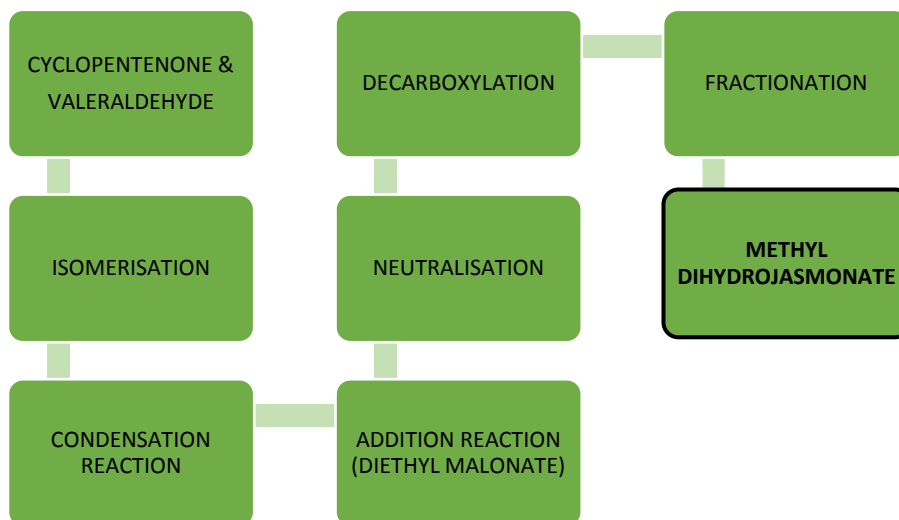 CYCLOPENTENONE &
VALERALDEHYDE
ISOMERISATION
CONDENSATION
REACTION
ADDITION REACTION
(DIETHYL MALONATE)
NEUTRALISATION
DECARBOXYLATION
FRACTIONATION
METHYL
DIHYDROJASMONATE